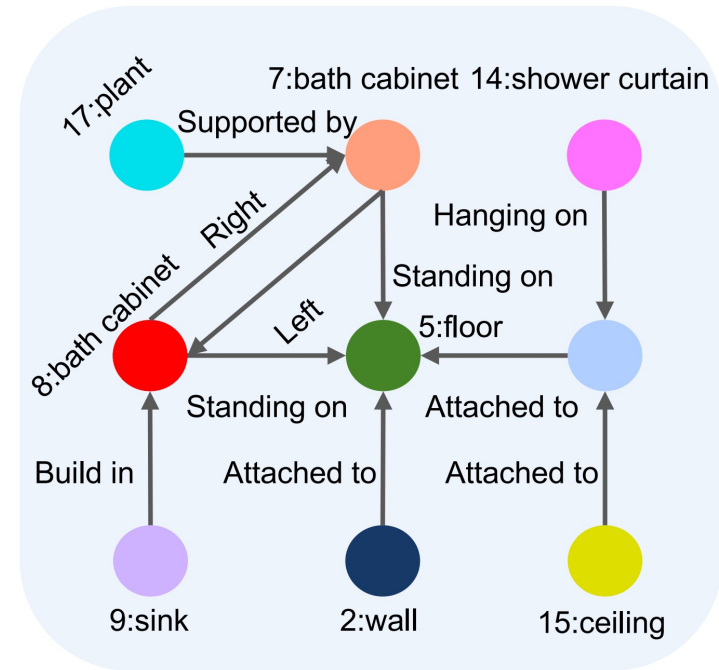 17:plant
7:bath cabinet
14:shower curtain
Supported by
Right
Hanging on
Standing on
8:bath cabinet
Left
5:floor
Standing on
Attached to
Build in
Attached to
Attached to
9:sink
2:wall
15:ceiling